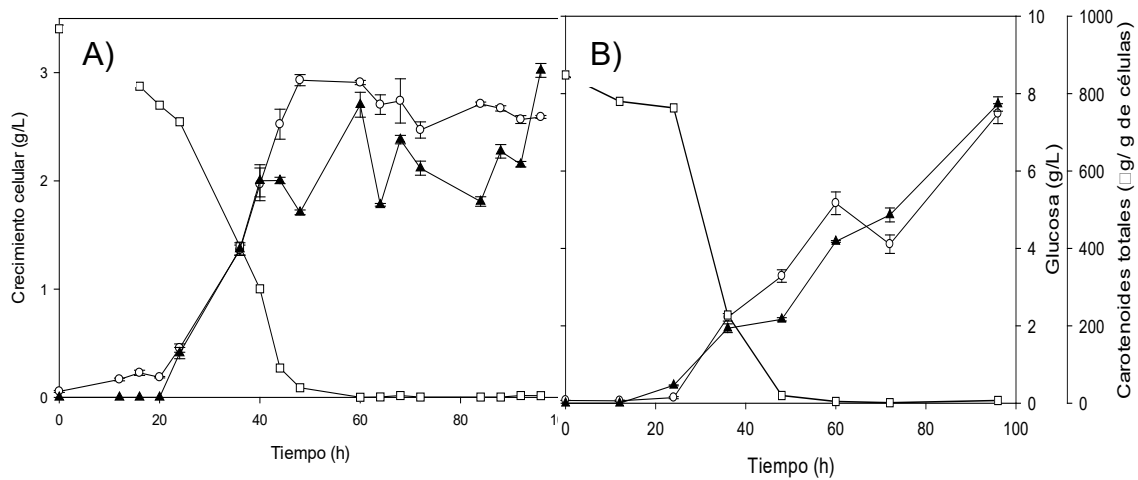 A)
Crecimiento celular (g/L)
3
2
1
0
0 20 40 60 80 10
Tiempo (h)
B)
0 20 40 60 80 100
Tiempo (h)
10
8
6
4
2
0
Glucosa (g/L)
1000
800
600
400
200
0
Carotenoides totales (□g/ g de células)